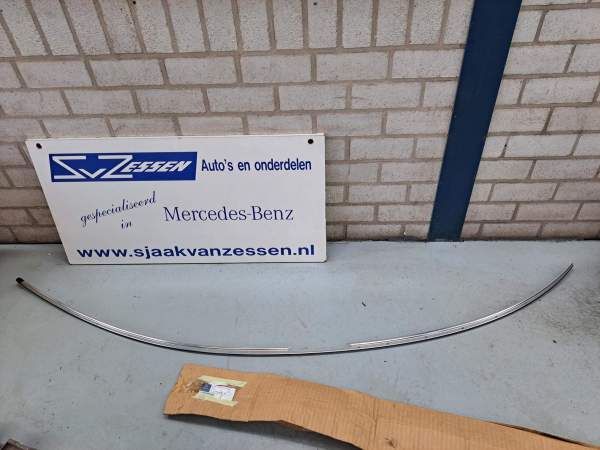 SVZESSEN Auto's en onderdelen
gespecialiseerd
in
Mercedes-Benz
www.sjaakvanzessen.nl